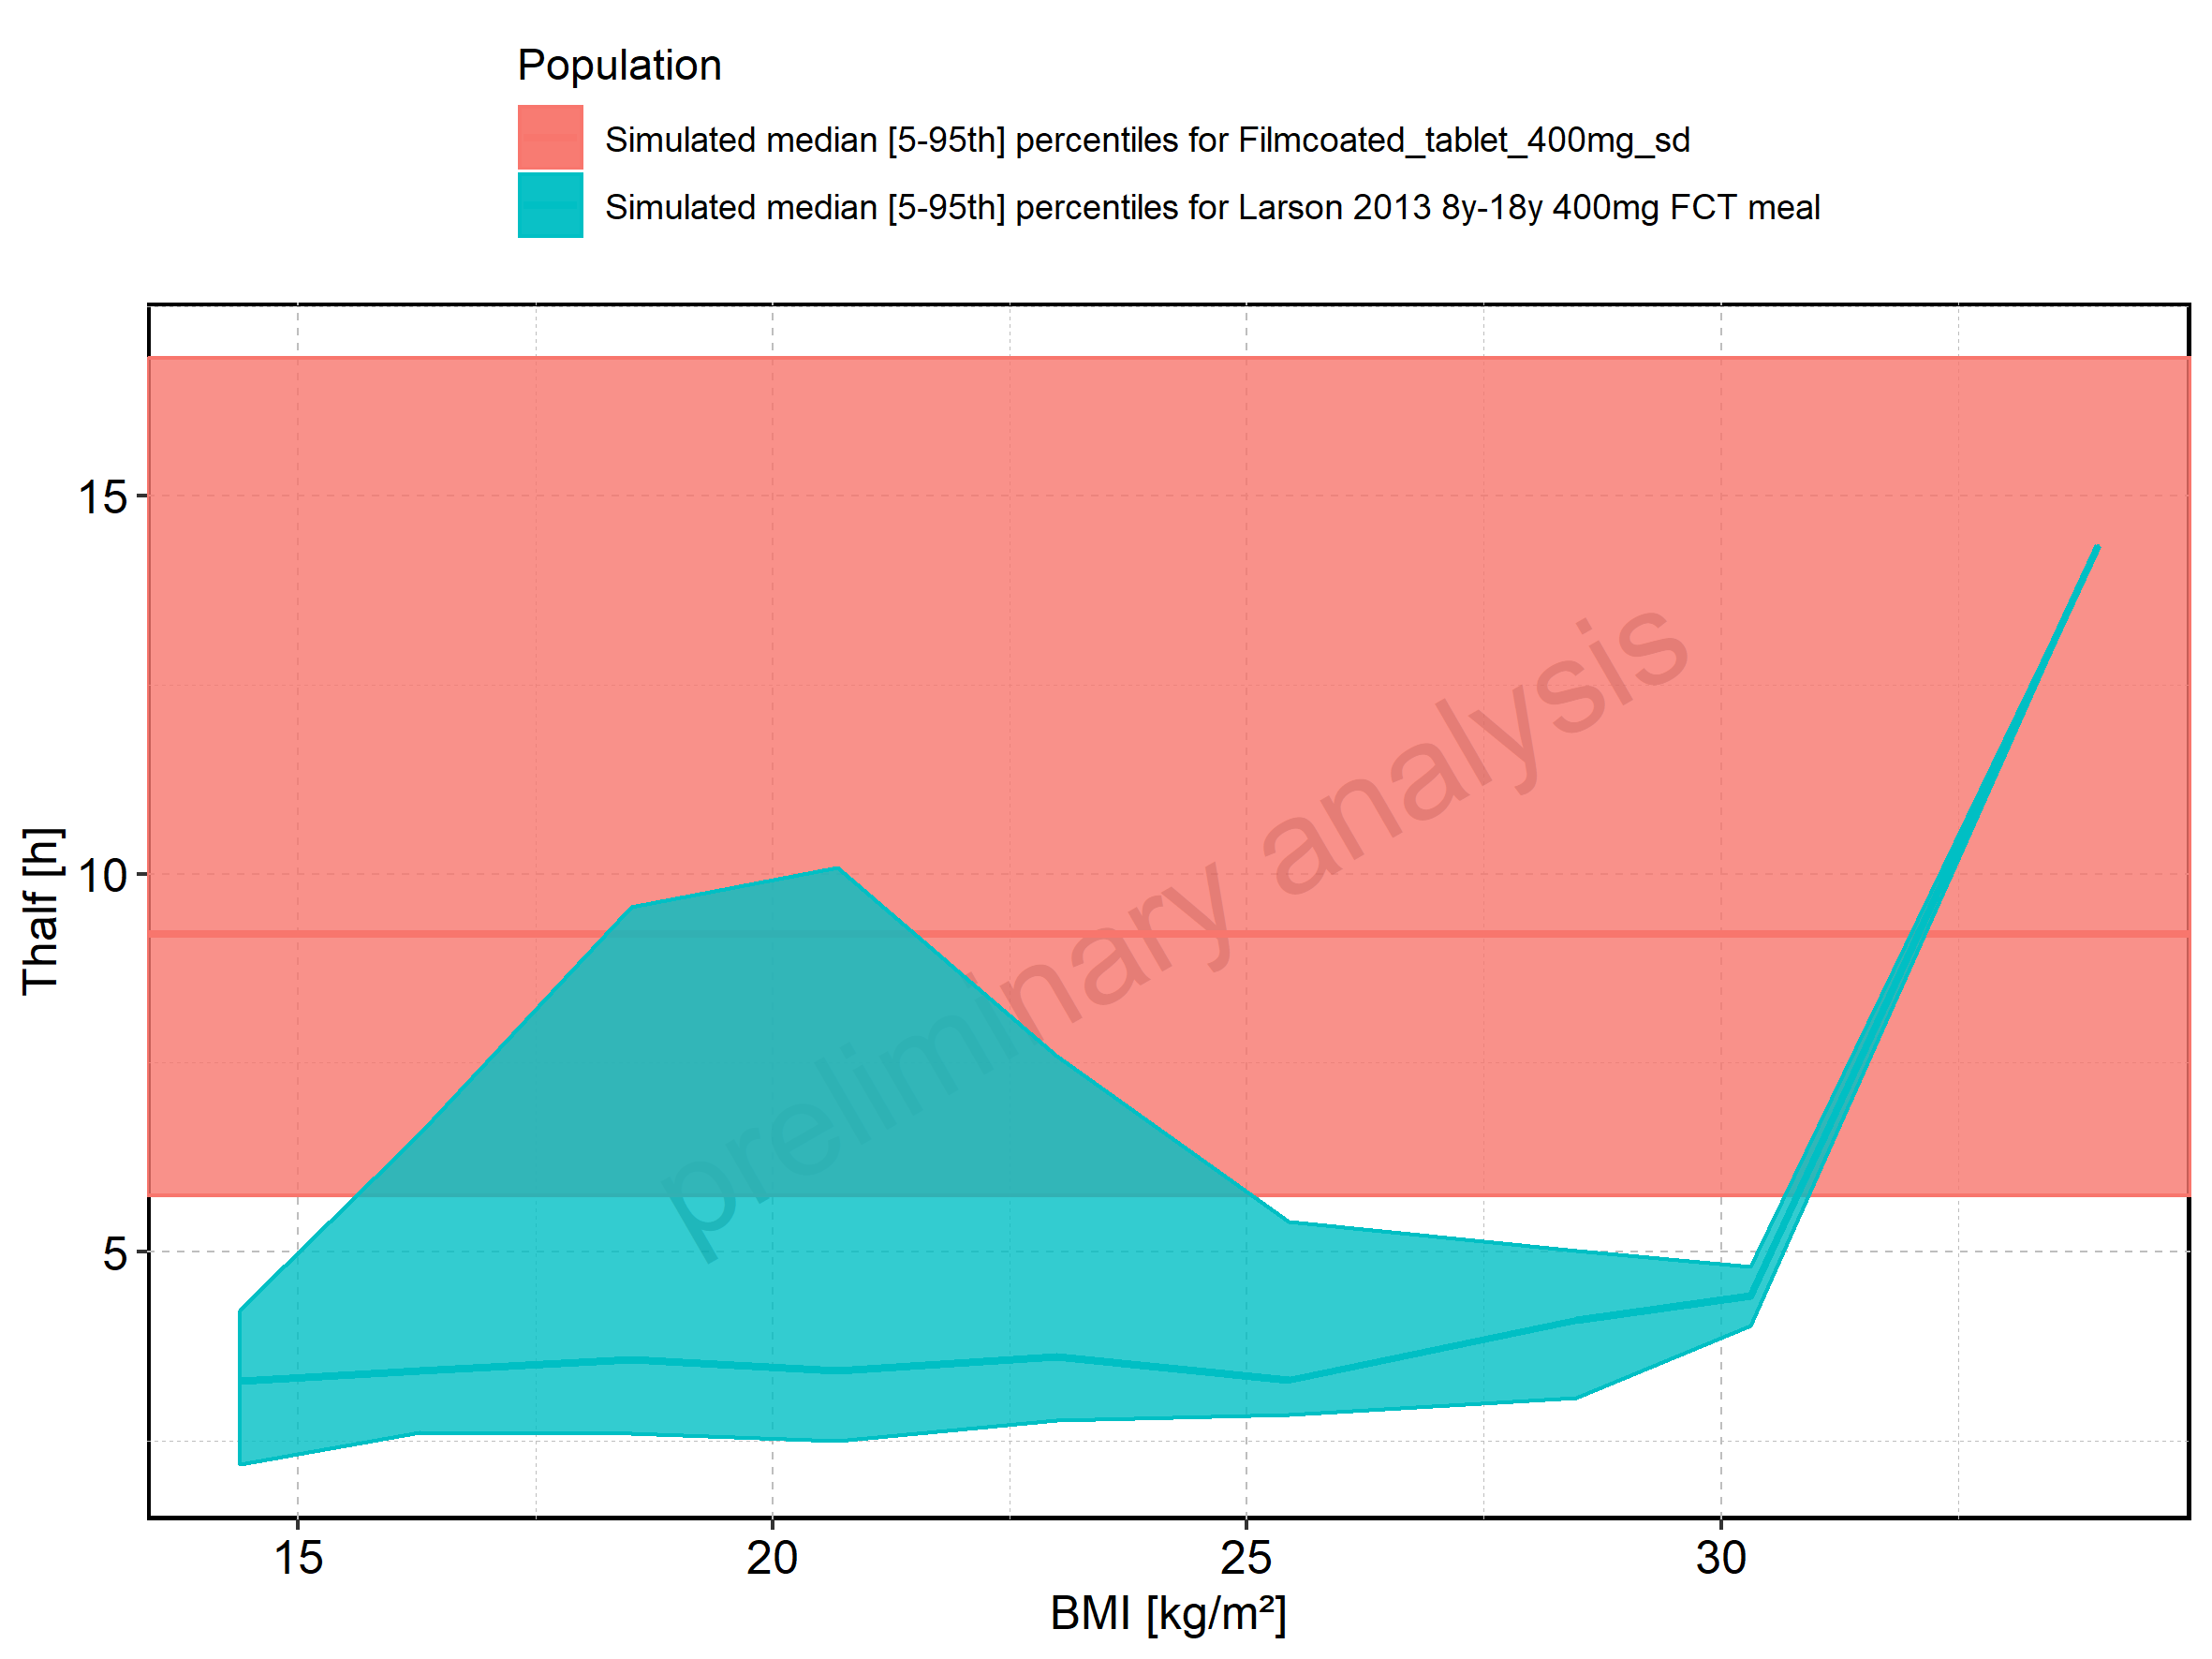 Population
Simulated median [5-95th] percentiles for Filmcoated_tablet_400mg_sd
Simulated median [5-95th] percentiles for Larson 2013 8y-18y 400mg FCT meal
15
10
5
Thalf [h]
preliminary analysis
15 20 25 30
BMI [kg/m²]